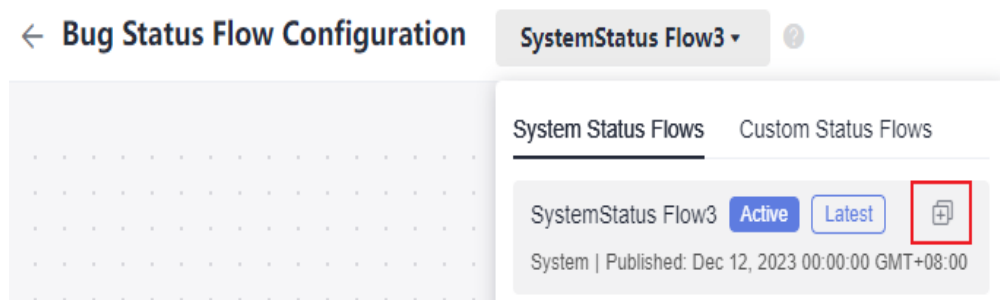 Bug Status Flow Configuration SystemStatus Flow3
System Status Flows Custom Status Flows
SystemStatus Flow3 Active Latest
System | Published: Dec 12, 2023 00:00:00 GMT+08:00